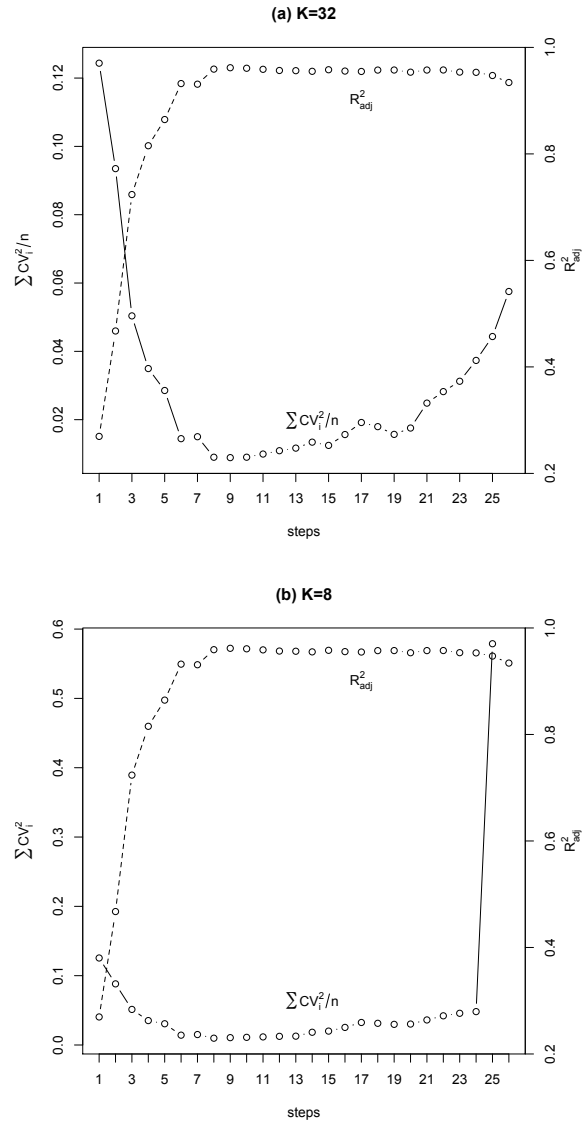 (a) K=32
0.12
0.10
0.08
0.06
0.04
0.02
∑CV²ᵢ/n
1.0
0.8
0.6
0.4
0.2
R²adj
R²adj
∑CV²ᵢ/n
1 3 5 7 9 11 13 15 17 19 21 23 25
steps
(b) K=8
0.6
0.5
0.4
0.3
0.2
0.1
0.0
∑CV²ᵢ
1.0
0.8
0.6
0.4
0.2
R²adj
R²adj
∑CV²ᵢ/n
1 3 5 7 9 11 13 15 17 19 21 23 25
steps